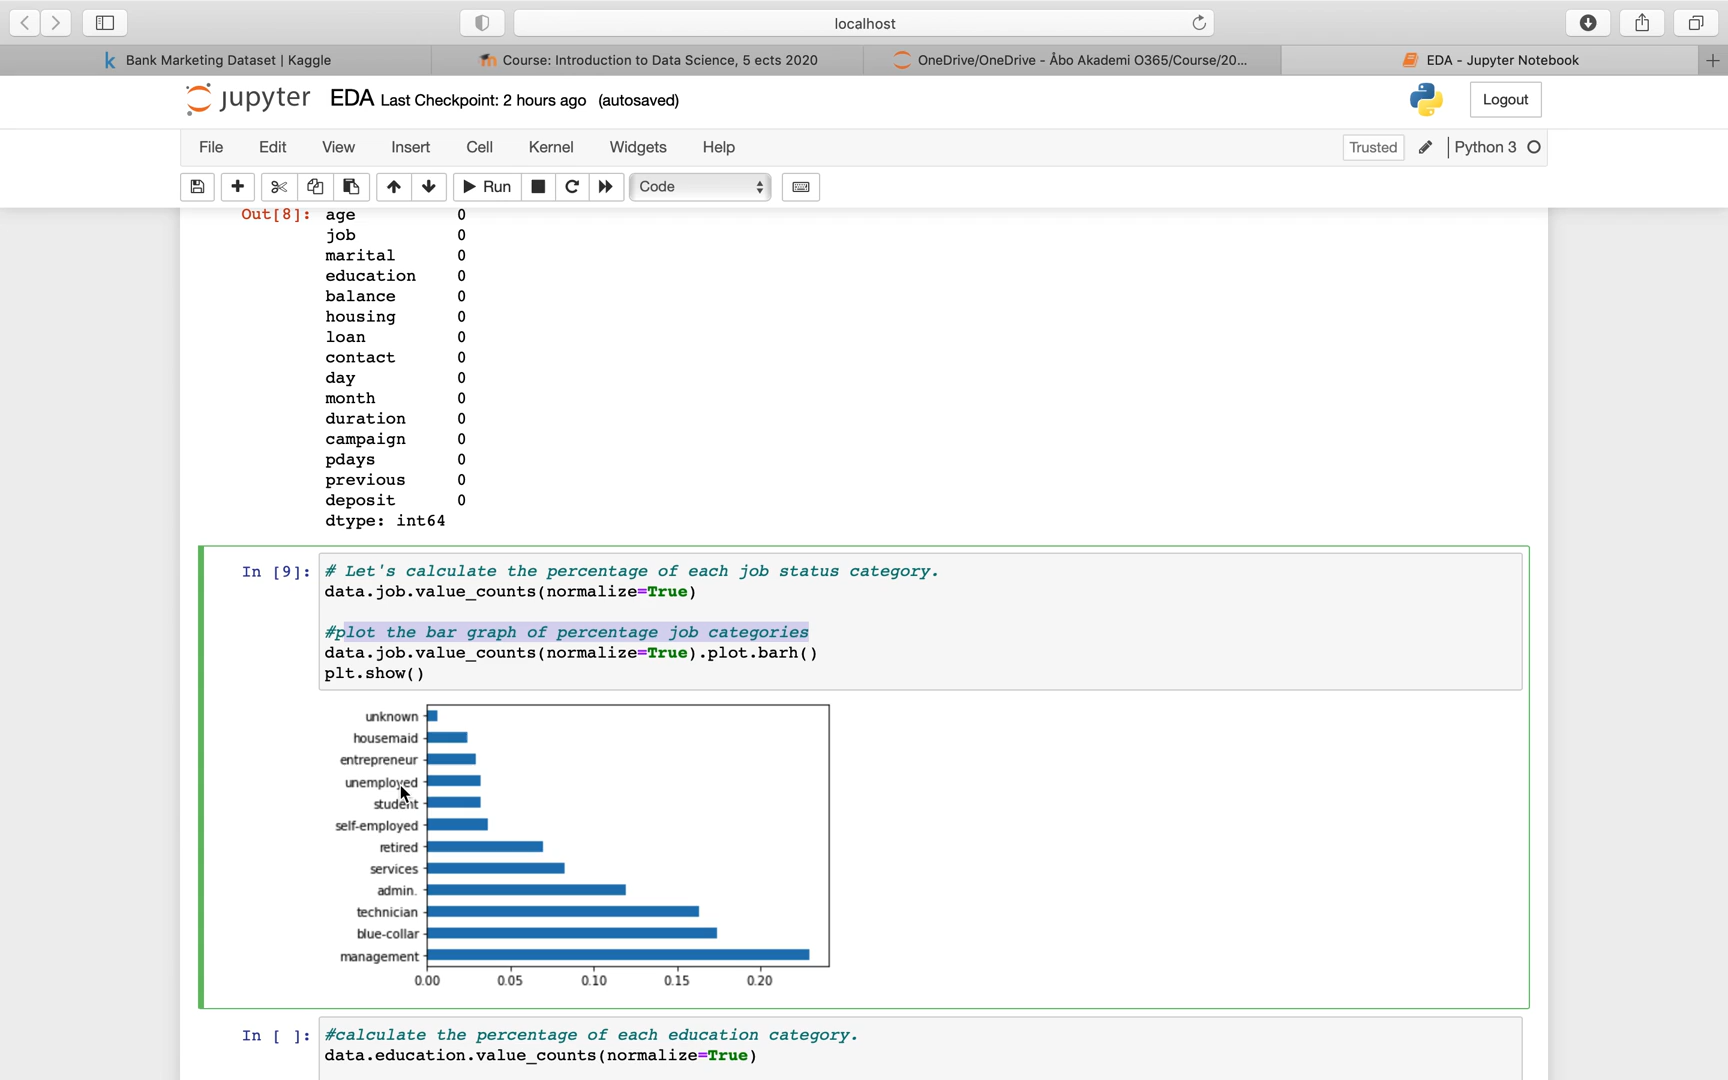 localhost
Bank Marketing Dataset | Kaggle
Course: Introduction to Data Science, 5 ects 2020
OneDrive/OneDrive - Åbo Akademi O365/Course/20...
EDA - Jupyter Notebook
jupyter EDA Last Checkpoint: 2 hours ago (autosaved)
Logout
File Edit View Insert Cell Kernel Widgets Help
Trusted Python 3
Run Code
Out[8]: age 0
job 0
marital 0
education 0
balance 0
housing 0
loan 0
contact 0
day 0
month 0
duration 0
campaign 0
pdays 0
previous 0
deposit 0
dtype: int64
In [9]: # Let's calculate the percentage of each job status category.
data.job.value_counts(normalize=True)
#plot the bar graph of percentage job categories
data.job.value_counts(normalize=True).plot.barh()
plt.show()
unknown
housemaid
entrepreneur
unemployed
student
self-employed
retired
services
admin.
technician
blue-collar
management
0.00 0.05 0.10 0.15 0.20
In [ ]: #calculate the percentage of each education category.
data.education.value_counts(normalize=True)